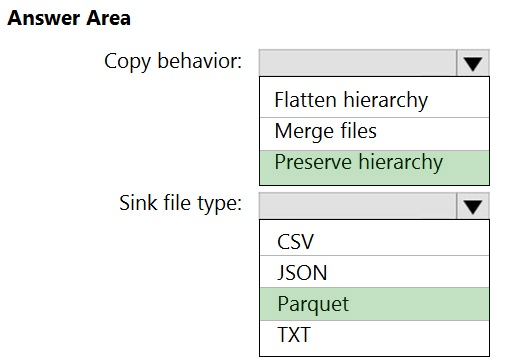 Answer Area
Copy behavior:
Flatten hierarchy
Merge files
Preserve hierarchy
Sink file type:
CSV
JSON
Parquet
TXT